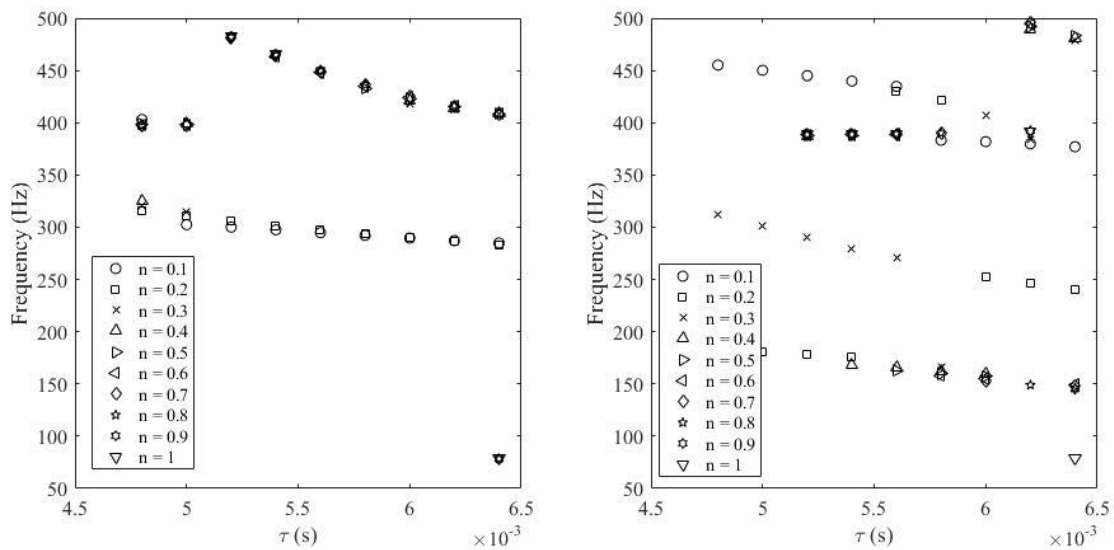 500
450
400
350
300
250
200
150
100
50
Frequency (Hz)
n = 0.1
n = 0.2
n = 0.3
n = 0.4
n = 0.5
n = 0.6
n = 0.7
n = 0.8
n = 0.9
n = 1
4.5 5 5.5 6 6.5
τ (s) ×10⁻³
500
450
400
350
300
250
200
150
100
50
Frequency (Hz)
n = 0.1
n = 0.2
n = 0.3
n = 0.4
n = 0.5
n = 0.6
n = 0.7
n = 0.8
n = 0.9
n = 1
4.5 5 5.5 6 6.5
τ (s) ×10⁻³